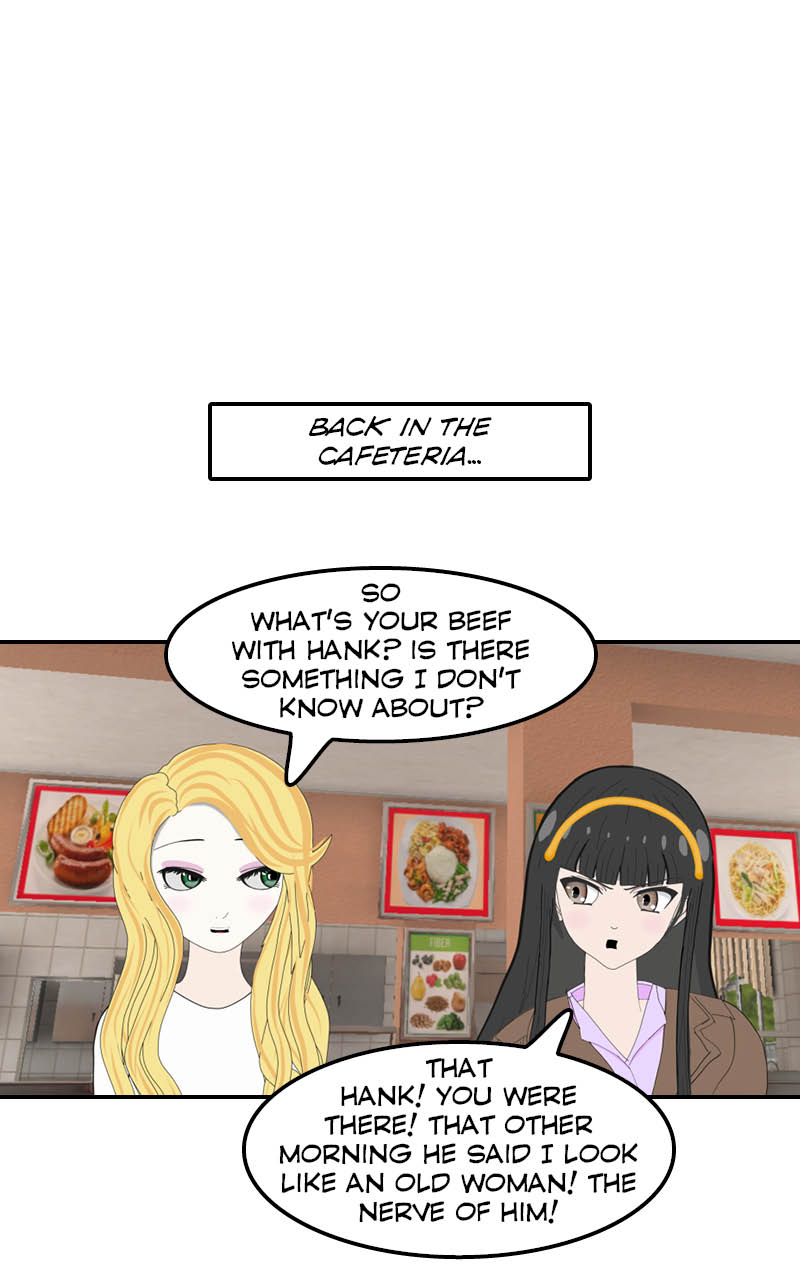 BACK IN THE
CAFETERIA...
SO
WHAT'S YOUR BEEF
WITH HANK? IS THERE
SOMETHING I DON'T
KNOW ABOUT?
FIBER
THAT
HANK! YOU WERE
THERE! THAT OTHER
MORNING HE SAID I LOOK
LIKE AN OLD WOMAN! THE
NERVE OF HIM!